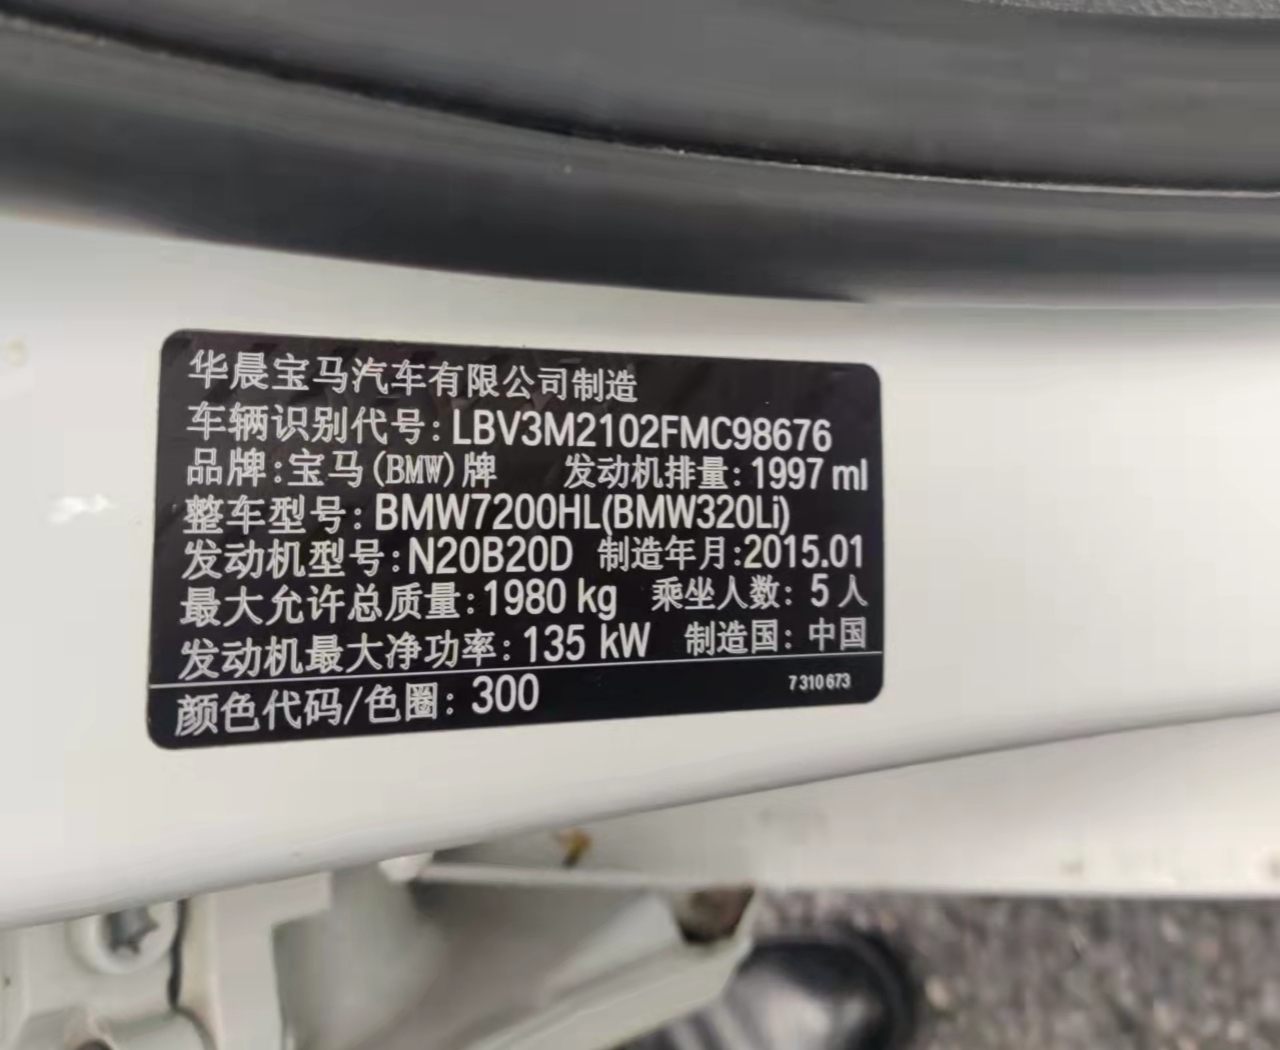 华晨宝马汽车有限公司制造
车辆识别代号: LBV3M2102FMC98676
品牌:宝马(BMW)牌 发动机排量: 1997 ml
整车型号: BMW7200HL(BMW320Li)
发动机型号:N20B20D 制造年月:2015.01
最大允许总质量: 1980 kg 乘坐人数: 5 人
发动机最大净功率: 135 kW 制造国: 中国
颜色代码/色圈: 300 7 310 673